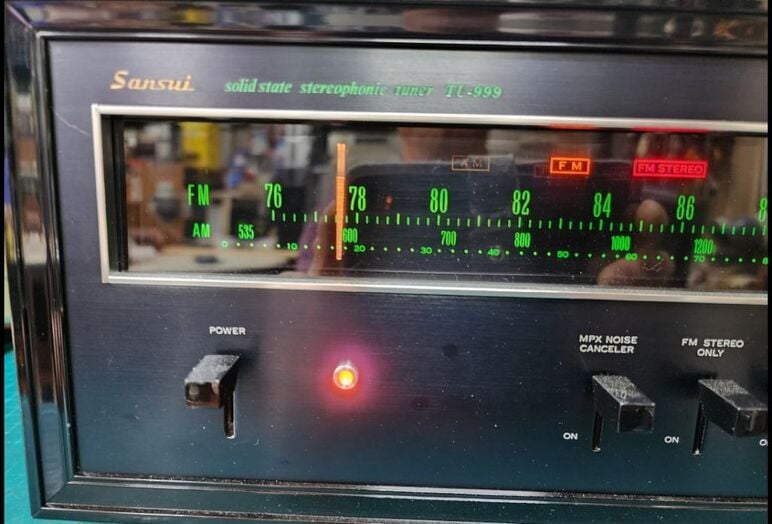 Sansui solid state stereophonic tuner TU-999
AM FM FM STEREO
FM 76 78 80 82 84 86
AM 535 600 700 800 1000 1200
0 10 20 30 40 50 60 70
POWER
MPX NOISE
CANCELER
FM STEREO
ONLY
ON
ON